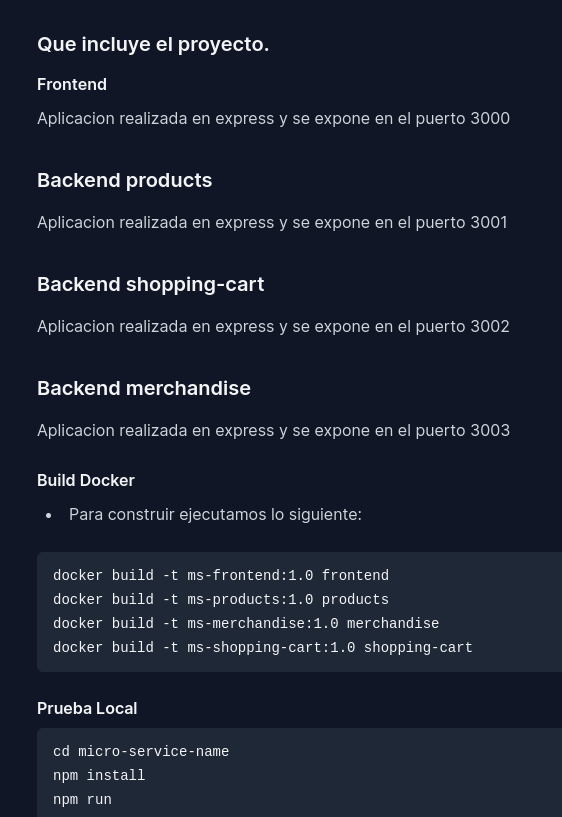 Que incluye el proyecto.
Frontend
Aplicacion realizada en express y se expone en el puerto 3000
Backend products
Aplicacion realizada en express y se expone en el puerto 3001
Backend shopping-cart
Aplicacion realizada en express y se expone en el puerto 3002
Backend merchandise
Aplicacion realizada en express y se expone en el puerto 3003
Build Docker
• Para construir ejecutamos lo siguiente:
docker build -t ms-frontend:1.0 frontend
docker build -t ms-products:1.0 products
docker build -t ms-merchandise:1.0 merchandise
docker build -t ms-shopping-cart:1.0 shopping-cart
Prueba Local
cd micro-service-name
npm install
npm run